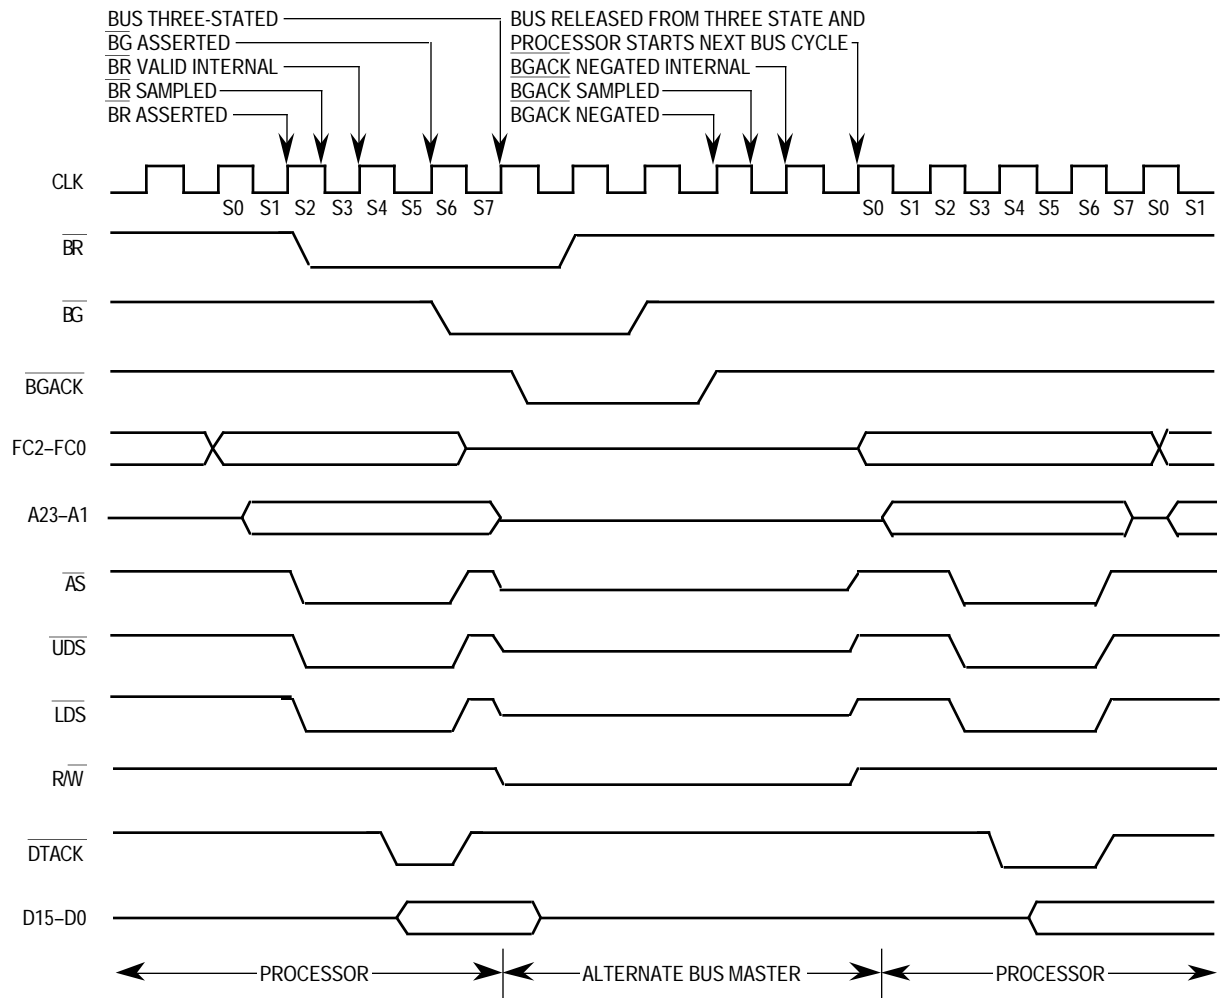 BUS THREE-STATED
BG ASSERTED
BR VALID INTERNAL
BR SAMPLED
BR ASSERTED
BUS RELEASED FROM THREE STATE AND
PROCESSOR STARTS NEXT BUS CYCLE
BGACK NEGATED INTERNAL
BGACK SAMPLED
BGACK NEGATED
CLK
S0 S1 S2 S3 S4 S5 S6 S7 S0 S1 S2 S3 S4 S5 S6 S7 S0 S1
BR
BG
BGACK
FC2–FC0
A23–A1
AS
UDS
LDS
R/W
DTACK
D15–D0
PROCESSOR ALTERNATE BUS MASTER PROCESSOR